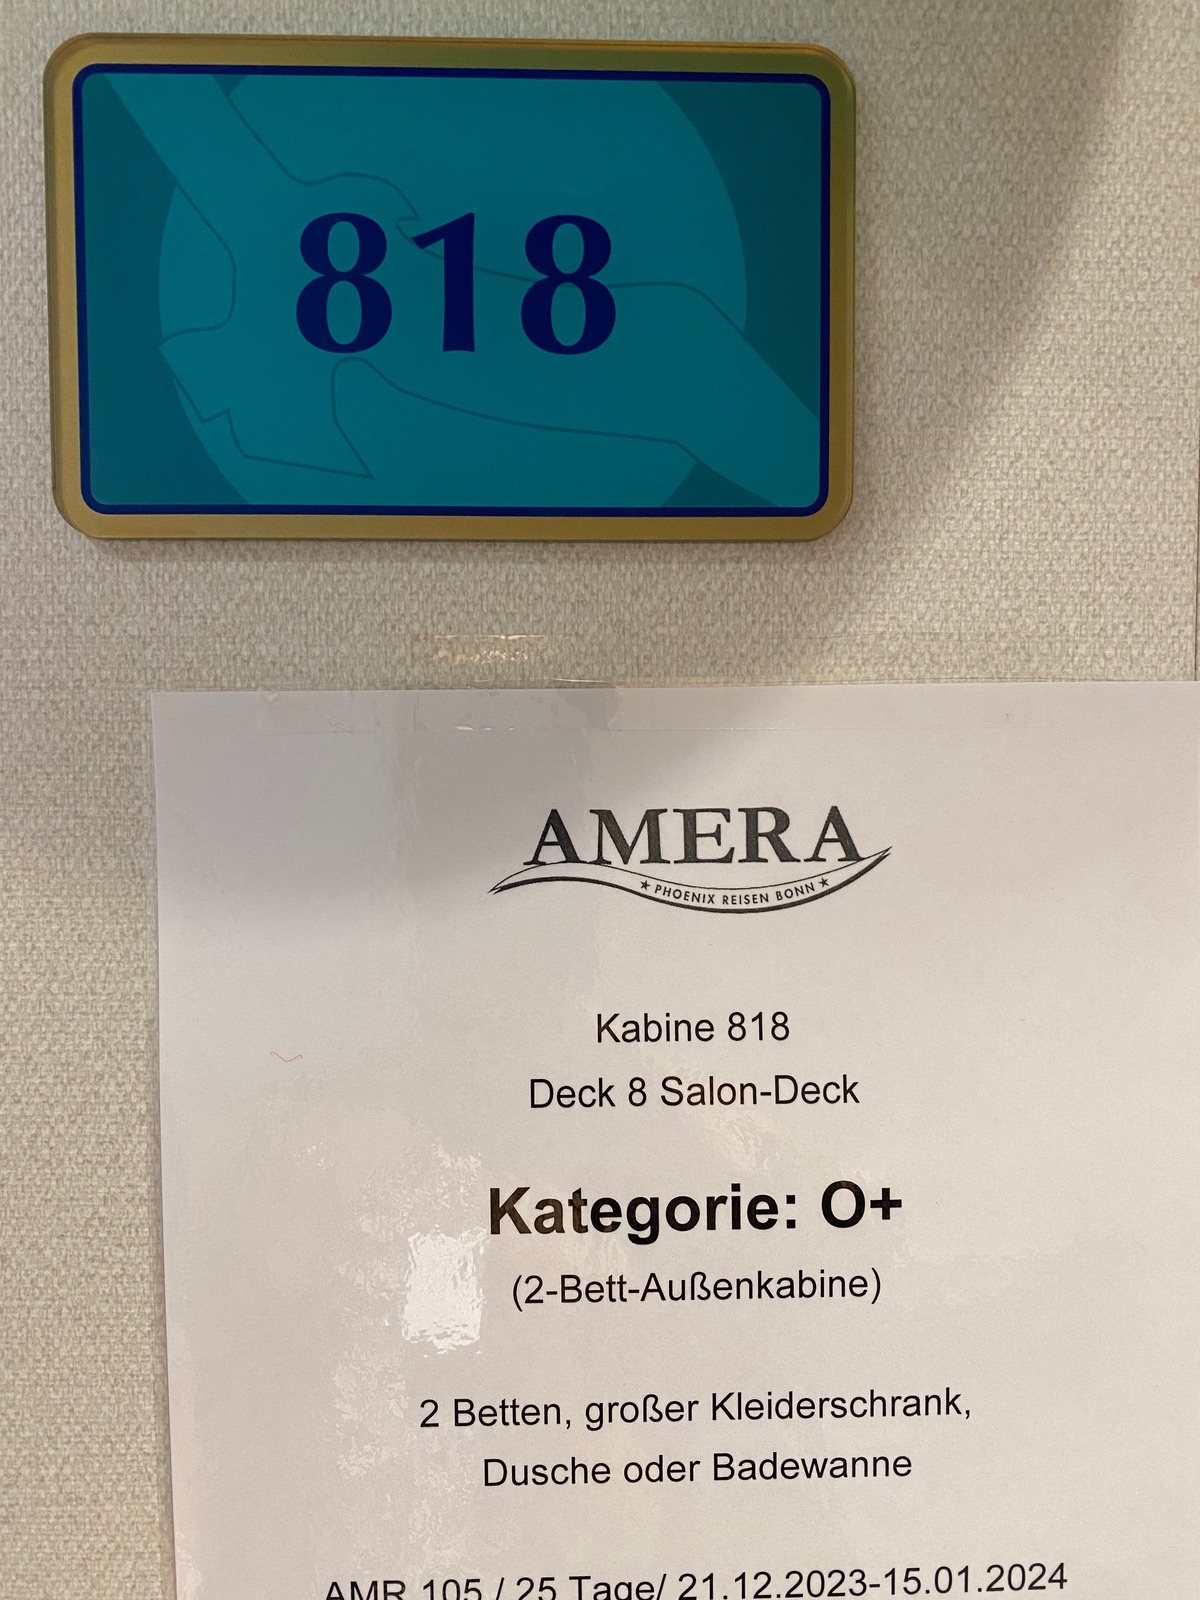 818
AMERA
★ PHOENIX REISEN BONN ★
Kabine 818
Deck 8 Salon-Deck
Kategorie: O+
(2-Bett-Außenkabine)
2 Betten, großer Kleiderschrank,
Dusche oder Badewanne
AMR 105 / 25 Tage/ 21.12.2023-15.01.2024